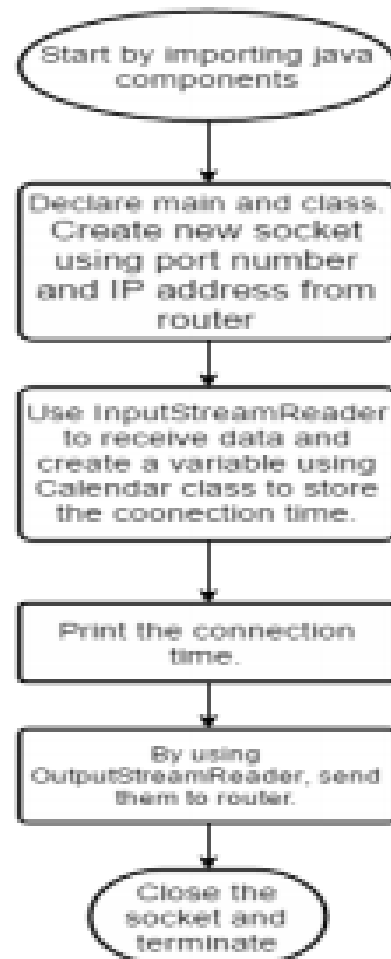 Start by importing java
components
Declare main and class.
Create new socket
using port number
and IP address from
router
Use InputStreamReader
to receive data and
create a variable using
Calendar class to store
the coonection time.
Print the connection
time.
By using
OutputStreamReader, send
them to router.
Close the
socket and
terminate